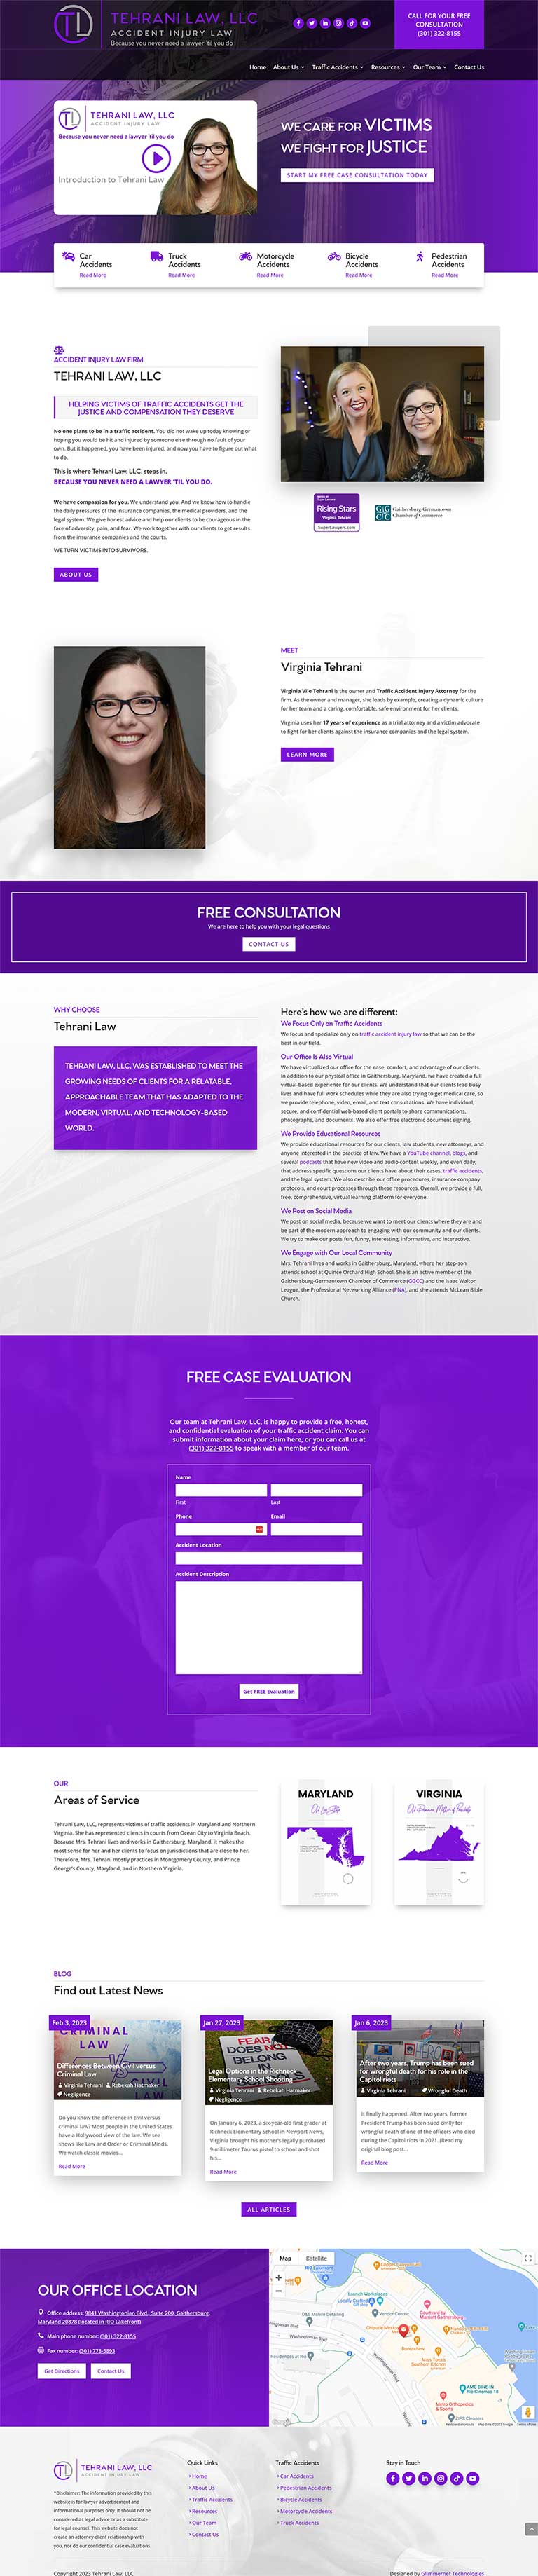 TEHRANI LAW, LLC
ACCIDENT INJURY LAW
Because you never need a lawyer 'til you do
CALL FOR YOUR FREE
CONSULTATION
(301) 322-8155
Home
About Us
Traffic Accidents
Resources
Our Team
Contact Us
TEHRANI LAW, LLC
ACCIDENT INJURY LAW
Because you never need a lawyer 'til you do
Introduction to Tehrani Law
WE CARE FOR VICTIMS
WE FIGHT FOR JUSTICE
START MY FREE CASE CONSULTATION TODAY
Car
Accidents
Read More
Truck
Accidents
Read More
Motorcycle
Accidents
Read More
Bicycle
Accidents
Read More
Pedestrian
Accidents
Read More
ACCIDENT INJURY LAW FIRM
TEHRANI LAW, LLC
HELPING VICTIMS OF TRAFFIC ACCIDENTS GET THE
JUSTICE AND COMPENSATION THEY DESERVE
No one plans to be in a traffic accident. You did not wake up today knowing or
hoping you would be hit and injured by someone else through no fault of your
own. But it happened, you have been injured, and now you have to figure out what
to do.
This is where Tehrani Law, LLC, steps in,
BECAUSE YOU NEVER NEED A LAWYER 'TIL YOU DO.
We have compassion for you. We understand you. And we know how to handle
the daily pressures of the insurance companies, the medical providers, and the
legal system. We give honest advice and help our clients to be courageous in the
face of adversity, pain, and fear. We work together with our clients to get results
from the insurance companies and the courts.
WE TURN VICTIMS INTO SURVIVORS.
ABOUT US
Rising Stars
Virginia Tehrani
SuperLawyers.com
GGCC
Gaithersburg-Germantown
Chamber of Commerce
MEET
Virginia Tehrani
Virginia Vile Tehrani is the owner and Traffic Accident Injury Attorney for the
firm. As the owner and manager, she leads by example, creating a dynamic culture
for her team and a caring, comfortable, safe environment for her clients.
Virginia uses her 17 years of experience as a trial attorney and a victim advocate
to fight for her clients against the insurance companies and the legal system.
LEARN MORE
FREE CONSULTATION
We are here to help you with your legal questions
CONTACT US
WHY CHOOSE
Tehrani Law
TEHRANI LAW, LLC, WAS ESTABLISHED TO MEET THE
GROWING NEEDS OF CLIENTS FOR A RELATABLE,
APPROACHABLE TEAM THAT HAS ADAPTED TO THE
MODERN, VIRTUAL, AND TECHNOLOGY-BASED
WORLD.
Here's how we are different:
We Focus Only on Traffic Accidents
We focus and specialize only on traffic accident injury law so that we can be the
best in our field.
Our Office Is Also Virtual
We have virtualized our office for the ease, comfort, and advantage of our clients.
In addition to our physical office in Gaithersburg, Maryland, we have created a full
virtual-based experience for our clients. We understand that our clients lead busy
lives and have full work schedules while they are also trying to get medical care, so
we provide telephone, video, email, and text consultations. We have individual,
secure, and confidential web-based client portals to share communications,
photographs, and documents. We also offer free electronic document signing.
We Provide Educational Resources
We provide educational resources for our clients, law students, new attorneys, and
anyone interested in the practice of law. We have a YouTube channel, blogs, and
several podcasts that have new video and audio content weekly, and even daily,
that address specific questions our clients have about their cases, traffic accidents,
and the legal system. We also describe our office procedures, insurance company
protocols, and court processes through these resources. Overall, we provide a full,
free, comprehensive, virtual learning platform for everyone.
We Post on Social Media
We post on social media, because we want to meet our clients where they are and
be part of the modern approach to engaging with our community and our clients.
We try to make our posts fun, funny, interesting, informative, and interactive.
We Engage with Our Local Community
Mrs. Tehrani lives and works in Gaithersburg, Maryland, where her step-son
attends school at Quince Orchard High School. She is an active member of the
Gaithersburg-Germantown Chamber of Commerce (GGCC) and the Isaac Walton
League, the Professional Networking Alliance (PNA), and she attends McLean Bible
Church.
FREE CASE EVALUATION
Our team at Tehrani Law, LLC, is happy to provide a free, honest,
and confidential evaluation of your traffic accident claim. You can
submit information about your claim here, or you can call us at
(301) 322-8155 to speak with a member of our team.
Name
First
Last
Phone
Email
Accident Location
Accident Description
Get FREE Evaluation
OUR
Areas of Service
Tehrani Law, LLC, represents victims of traffic accidents in Maryland and Northern
Virginia. She has represented clients in courts from Ocean City to Virginia Beach.
Because Mrs. Tehrani lives and works in Gaithersburg, Maryland, it makes the
most sense for her and her clients to focus on jurisdictions that are close to her.
Therefore, Mrs. Tehrani mostly practices in Montgomery County, and Prince
George's County, Maryland, and in Northern Virginia.
MARYLAND
VIRGINIA
BLOG
Find out Latest News
Feb 3, 2023
CRIMINAL
LAW
Differences Between Civil versus
Criminal Law
Virginia Tehrani
Rebekah Hatmaker
Negligence
Do you know the difference in civil versus
criminal law? Most people in the United States
have a Hollywood view of the law. We see
shows like Law and Order or Criminal Minds.
We watch classic movies...
Read More
Jan 27, 2023
FEAR
DOES NOT
BELONG
Legal Options in the Richneck
Elementary School Shooting
Virginia Tehrani
Rebekah Hatmaker
Negligence
On January 6, 2023, a six-year-old first grader at
Richneck Elementary School in Newport News,
Virginia brought his mother's legally purchased
9-millimeter Taurus pistol to school and shot
his...
Read More
Jan 6, 2023
After two years, Trump has been sued
for wrongful death for his role in the
Capitol riots
Virginia Tehrani
Wrongful Death
It finally happened. After two years, former
President Trump has been sued civilly for
wrongful death of one of the officers who died
during the Capitol riots in 2021. (Read my
original blog post...
Read More
ALL ARTICLES
OUR OFFICE LOCATION
Office address: 9841 Washingtonian Blvd., Suite 200, Gaithersburg,
Maryland 20878 (located in RIO Lakefront)
Main phone number: (301) 322-8155
Fax number: (301) 778-5893
Get Directions
Contact Us
Map
Satellite
Rio Lakefront
Launch Workplaces
D&S Mobile Detailing
Vendor Centric
Courtyard by
Marriott Gaithersburg
Washingtonian Blvd
Dogfish Head
Miss Toya's
Southern Kitchen
AMC DINE-IN
Rio Cinemas 18
Metro Orthopedics
& Sports
ZIPS Cleaners
Keyboard shortcuts
Map data ©2023 Google
Terms of Use
TEHRANI LAW, LLC
ACCIDENT INJURY LAW
*Disclaimer: The information provided by this
website is for lawyer advertisement and
informational purposes only. It should not be
considered as legal advice or as a substitute
for legal counsel. This website does not
create an attorney-client relationship with
you, nor do our confidential case evaluations.
Quick Links
Home
About Us
Traffic Accidents
Resources
Our Team
Contact Us
Traffic Accidents
Car Accidents
Pedestrian Accidents
Bicycle Accidents
Motorcycle Accidents
Truck Accidents
Stay in Touch
Copyright 2023 Tehrani Law, LLC
Designed by Glimmernet Technologies